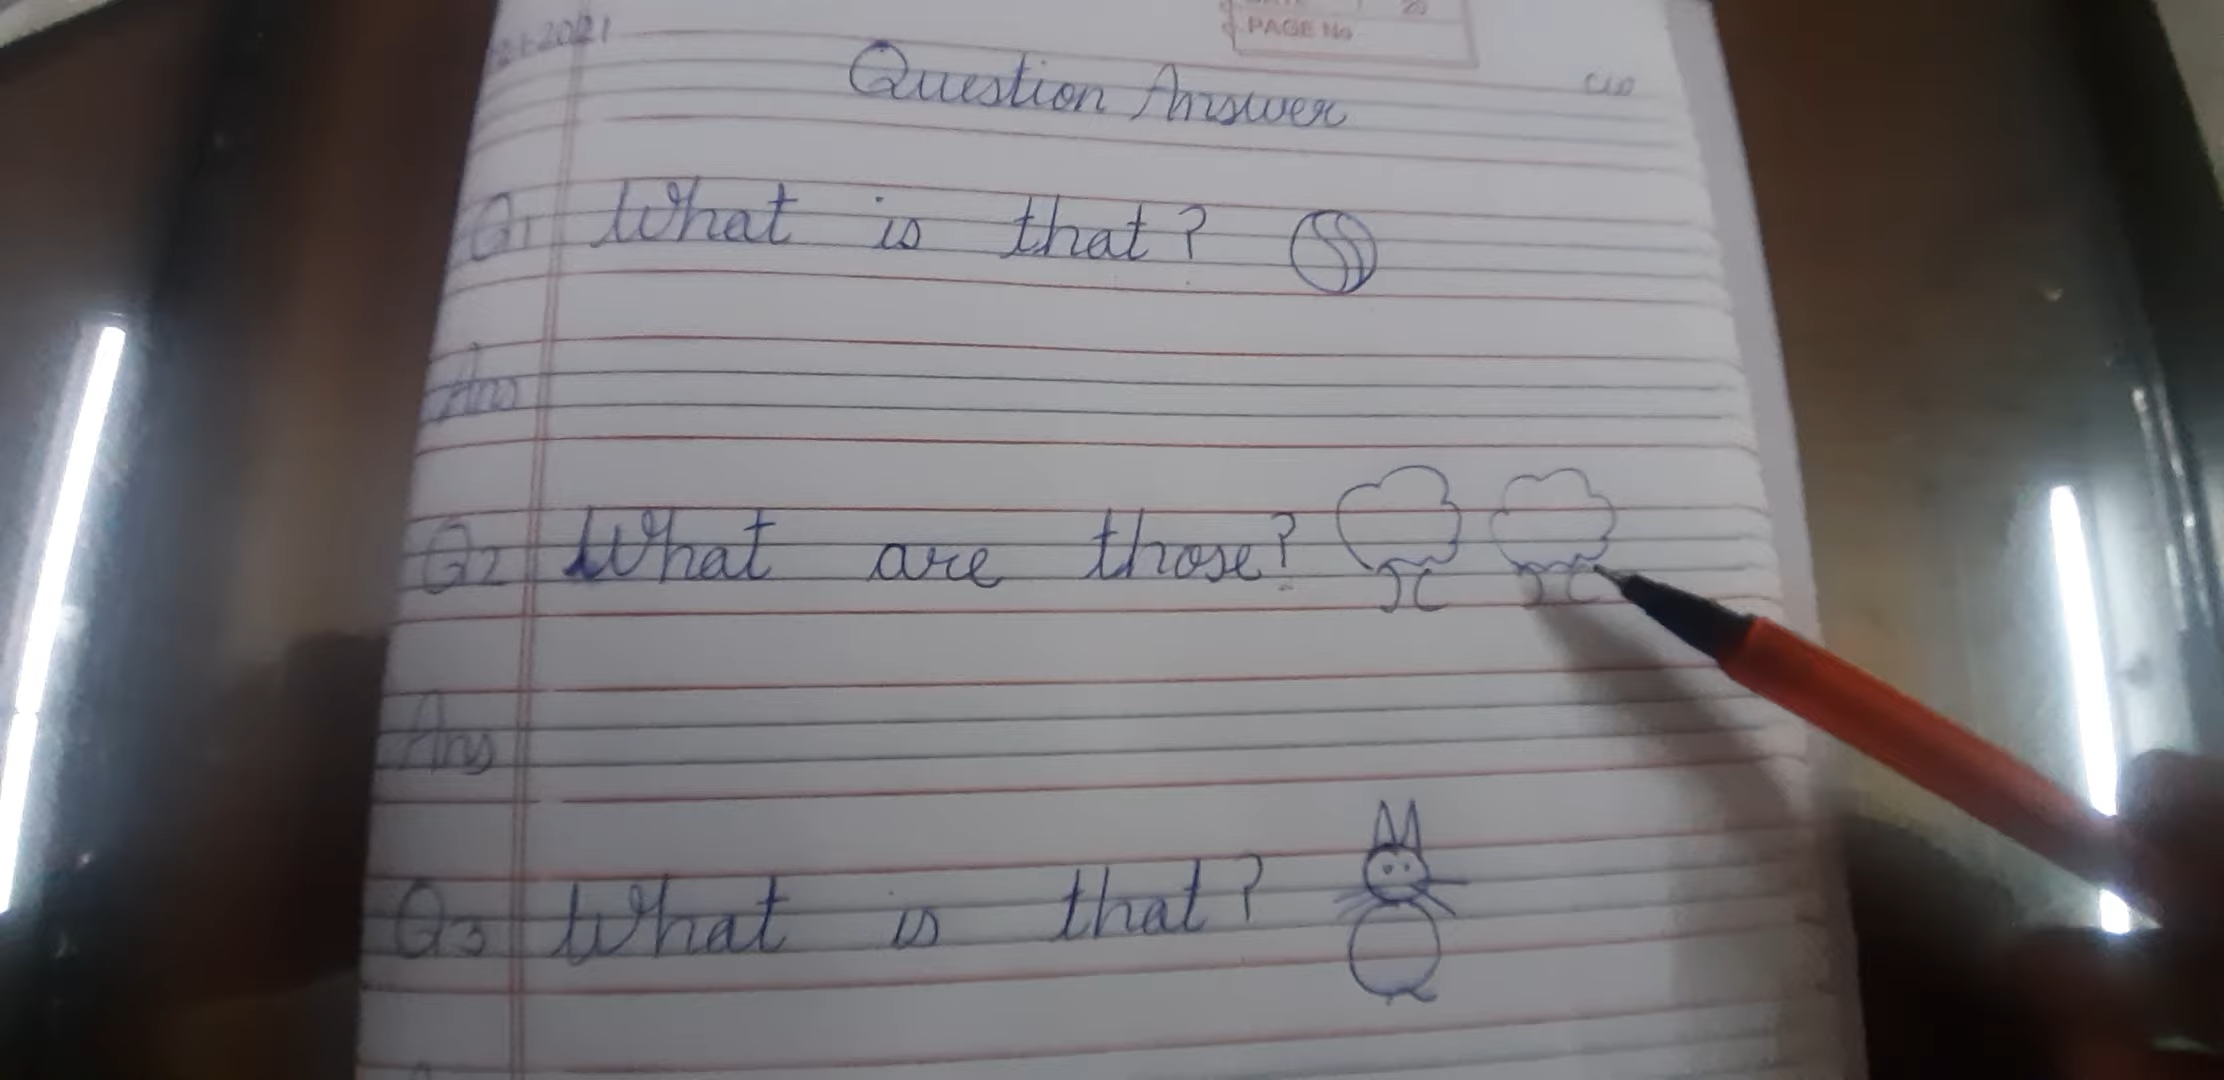 PAGE No
Question Answer
Q1 What is that?
Ans
Q2 What are those?
Ans
Q3 What is that?